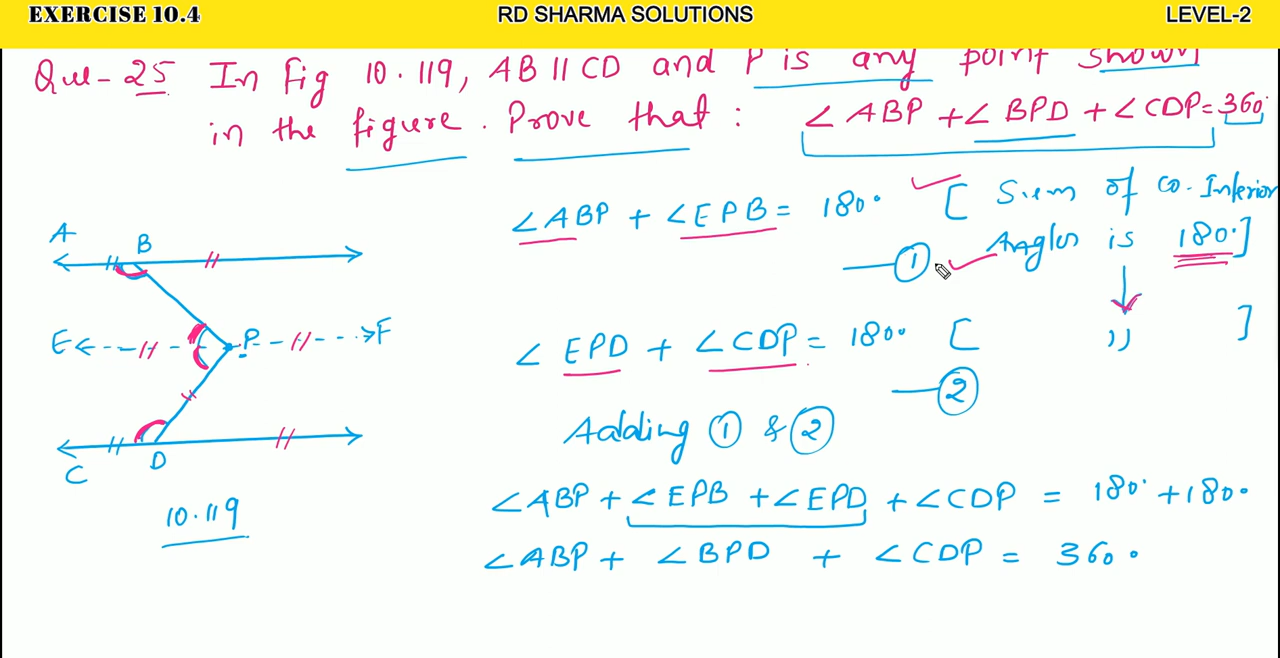 EXERCISE 10.4 RD SHARMA SOLUTIONS LEVEL-2
Que-25 In Fig 10.119, AB || CD and P is any point shown
in the figure. Prove that : ∠ABP + ∠BPD + ∠CDP = 360°
∠ABP + ∠EPB = 180° [ Sum of Co. Interior
Angles is 180°]
①
A B
E P F
∠EPD + ∠CDP = 180° [ " ]
②
C D
10.119
Adding ① & ②
∠ABP + ∠EPB + ∠EPD + ∠CDP = 180° + 180°
∠ABP + ∠BPD + ∠CDP = 360°